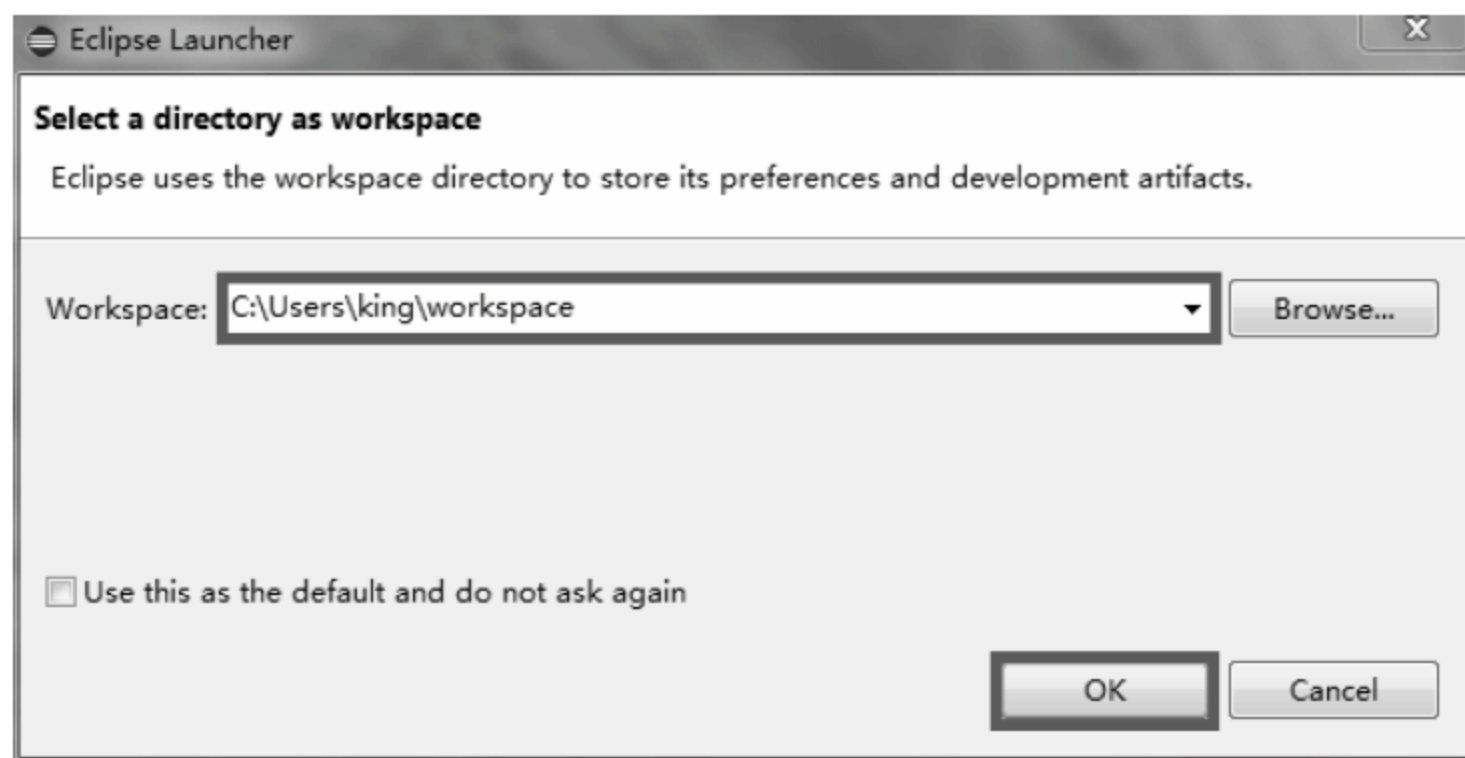 Eclipse Launcher
Select a directory as workspace
Eclipse uses the workspace directory to store its preferences and development artifacts.
Workspace: C:\Users\king\workspace Browse...
Use this as the default and do not ask again
OK Cancel